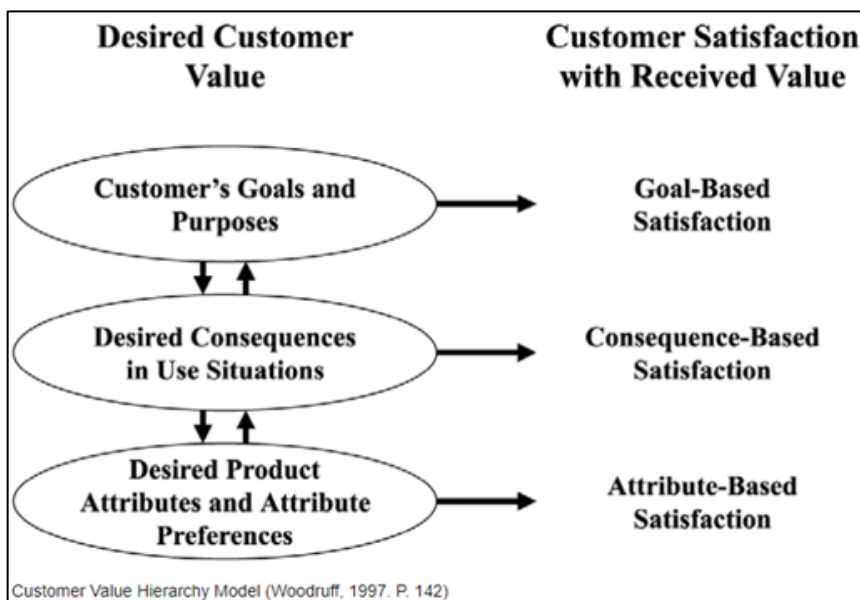 Desired Customer
Value
Customer Satisfaction
with Received Value
Customer's Goals and
Purposes
Goal-Based
Satisfaction
Desired Consequences
in Use Situations
Consequence-Based
Satisfaction
Desired Product
Attributes and Attribute
Preferences
Attribute-Based
Satisfaction
Customer Value Hierarchy Model (Woodruff, 1997. P. 142)